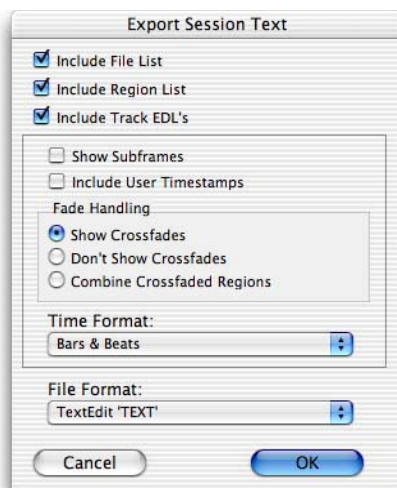 Export Session Text
Include File List
Include Region List
Include Track EDL's
Show Subframes
Include User Timestamps
Fade Handling
Show Crossfades
Don't Show Crossfades
Combine Crossfaded Regions
Time Format:
Bars & Beats
File Format:
TextEdit 'TEXT'
Cancel OK